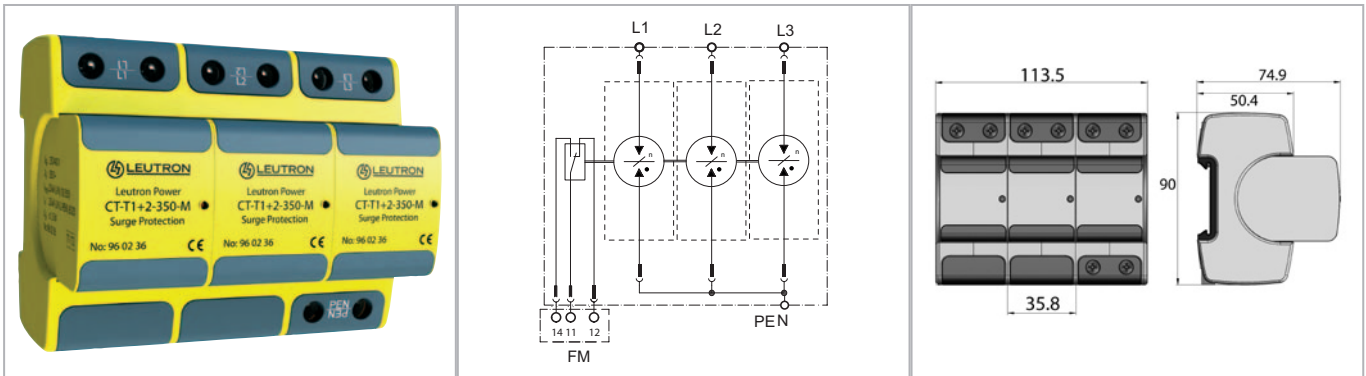 L1
L2
L3
LEUTRON
Leutron Power
CT-T1+2-350-M
Surge Protection
No: 96 02 36 CE
LEUTRON
Leutron Power
CT-T1+2-350-M
Surge Protection
No: 96 02 36 CE
LEUTRON
Leutron Power
CT-T1+2-350-M
Surge Protection
No: 96 02 36 CE
PEN
PEN
L1 L2 L3
n n n
14 11 12
FM
PEN
113.5
74.9
50.4
90
35.8